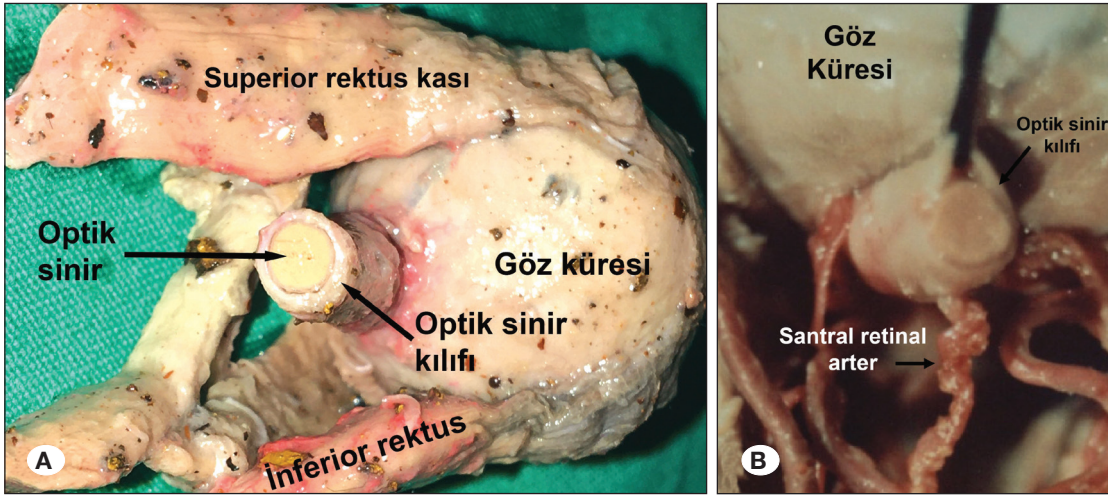 Superior rektus kası
Optik
sinir
Göz küresi
Optik sinir
kılıfı
İnferior rektus
A
Göz
Küresi
Optik sinir
kılıfı
Santral retinal
arter
B